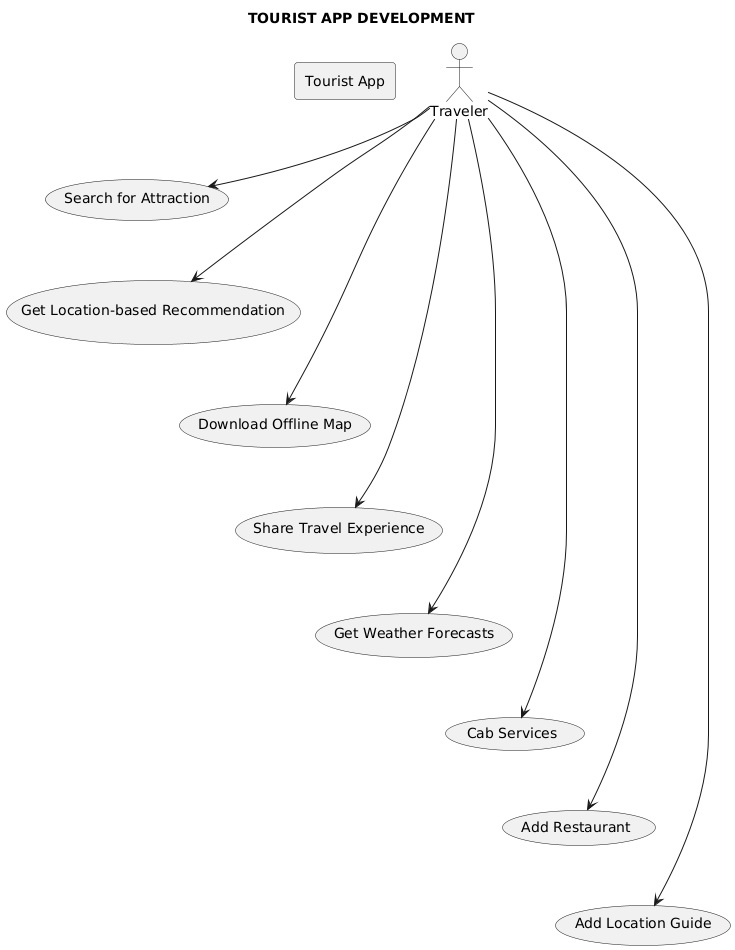 TOURIST APP DEVELOPMENT
Tourist App
Traveler
Search for Attraction
Get Location-based Recommendation
Download Offline Map
Share Travel Experience
Get Weather Forecasts
Cab Services
Add Restaurant
Add Location Guide